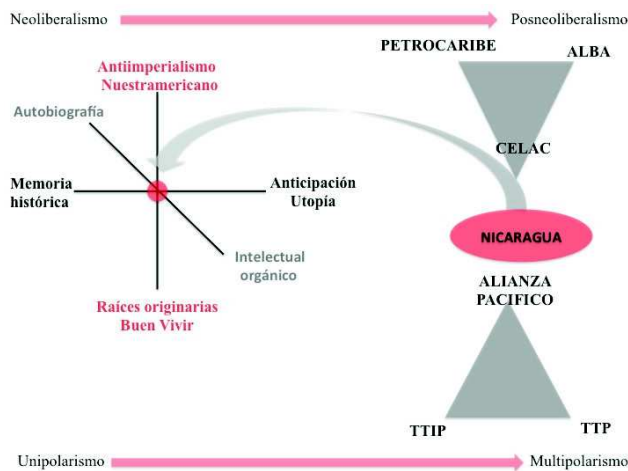 Neoliberalismo
Posneoliberalismo
PETROCARIBE
ALBA
Antiimperialismo
Nuestramericano
Autobiografía
CELAC
Memoria
histórica
Anticipación
Utopía
NICARAGUA
Intelectual
orgánico
ALIANZA
PACIFICO
Raíces originarias
Buen Vivir
TTIP
TTP
Unipolarismo
Multipolarismo